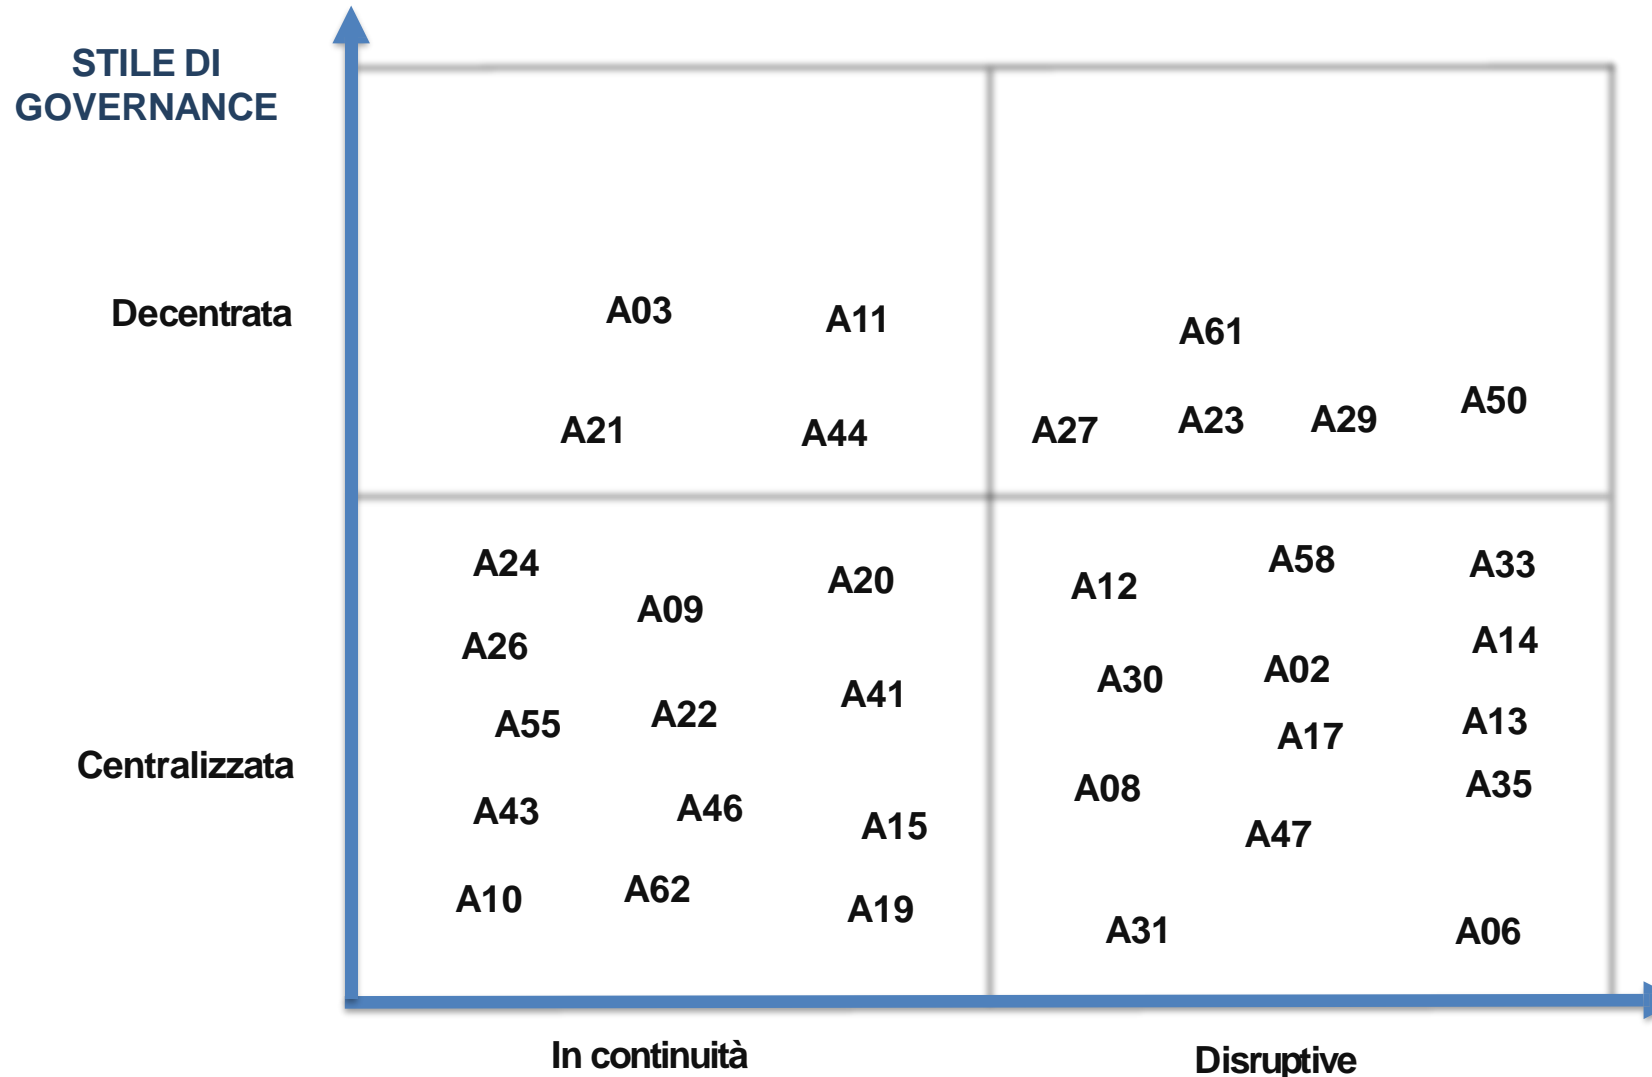 STILE DI
GOVERNANCE
Decentrata
A03
A11
A61
A50
A21
A44
A27
A23
A29
A24
A09
A20
A12
A58
A33
A26
A14
A30
A02
A41
A55
A22
A17
A13
Centralizzata
A08
A35
A43
A46
A15
A47
A10
A62
A19
A31
A06
In continuità
Disruptive